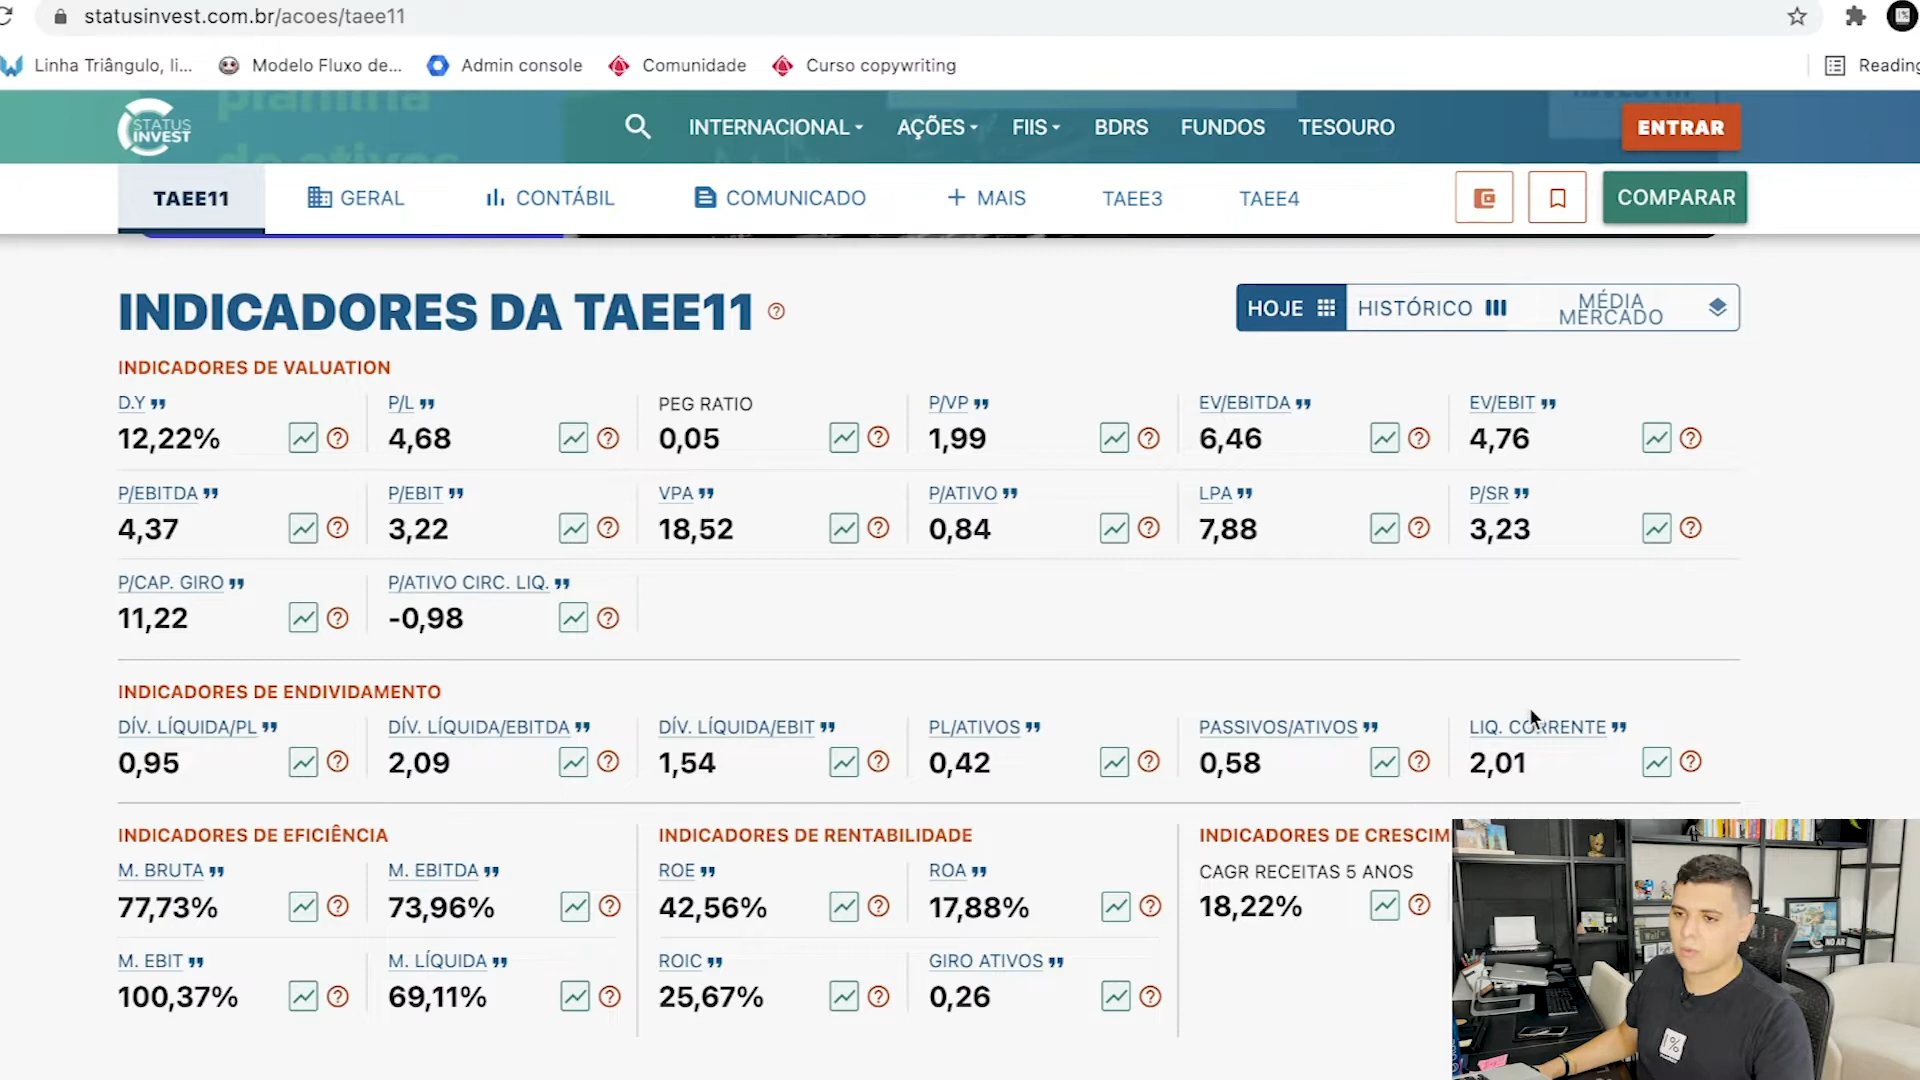 statusinvest.com.br/acoes/taee11
Linha Triângulo, li... Modelo Fluxo de... Admin console Comunidade Curso copywriting Reading
planilha
de ativos
STATUS INVEST INTERNACIONAL AÇÕES FIIS BDRS FUNDOS TESOURO ENTRAR
TAEE11 GERAL CONTÁBIL COMUNICADO + MAIS TAEE3 TAEE4 COMPARAR
INDICADORES DA TAEE11 HOJE HISTÓRICO MÉDIA MERCADO
INDICADORES DE VALUATION
D.Y P/L PEG RATIO P/VP EV/EBITDA EV/EBIT
12,22% 4,68 0,05 1,99 6,46 4,76
P/EBITDA P/EBIT VPA P/ATIVO LPA P/SR
4,37 3,22 18,52 0,84 7,88 3,23
P/CAP. GIRO P/ATIVO CIRC. LIQ.
11,22 -0,98
INDICADORES DE ENDIVIDAMENTO
DÍV. LÍQUIDA/PL DÍV. LÍQUIDA/EBITDA DÍV. LÍQUIDA/EBIT PL/ATIVOS PASSIVOS/ATIVOS LIQ. CORRENTE
0,95 2,09 1,54 0,42 0,58 2,01
INDICADORES DE EFICIÊNCIA INDICADORES DE RENTABILIDADE INDICADORES DE CRESCIM
M. BRUTA M. EBITDA ROE ROA CAGR RECEITAS 5 ANOS
77,73% 73,96% 42,56% 17,88% 18,22%
M. EBIT M. LÍQUIDA ROIC GIRO ATIVOS
100,37% 69,11% 25,67% 0,26
NO AR
1%